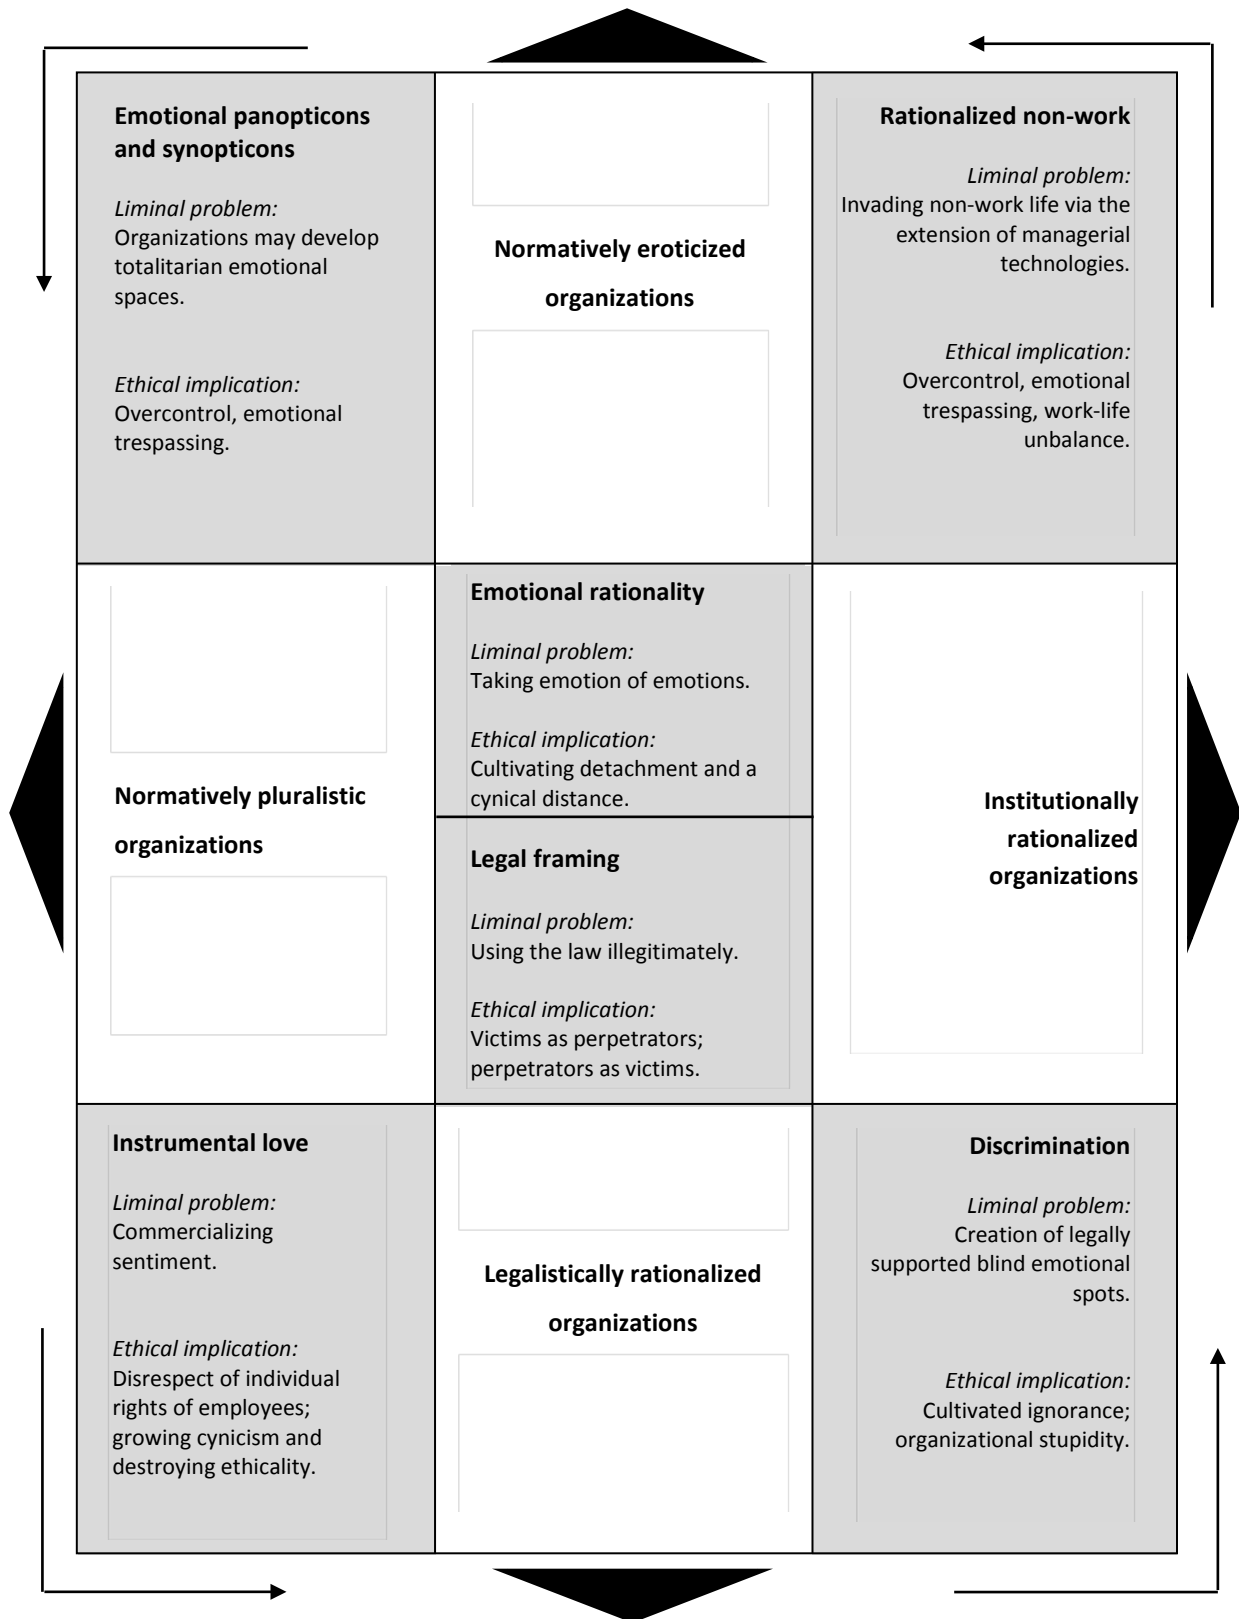 Emotional panopticons
and synopticons
Liminal problem:
Organizations may develop
totalitarian emotional
spaces.
Ethical implication:
Overcontrol, emotional
trespassing.
Normatively eroticized
organizations
Rationalized non-work
Liminal problem:
Invading non-work life via the
extension of managerial
technologies.
Ethical implication:
Overcontrol, emotional
trespassing, work-life
unbalance.
Normatively pluralistic
organizations
Emotional rationality
Liminal problem:
Taking emotion of emotions.
Ethical implication:
Cultivating detachment and a
cynical distance.
Legal framing
Liminal problem:
Using the law illegitimately.
Ethical implication:
Victims as perpetrators;
perpetrators as victims.
Institutionally
rationalized
organizations
Instrumental love
Liminal problem:
Commercializing
sentiment.
Ethical implication:
Disrespect of individual
rights of employees;
growing cynicism and
destroying ethicality.
Legalistically rationalized
organizations
Discrimination
Liminal problem:
Creation of legally
supported blind emotional
spots.
Ethical implication:
Cultivated ignorance;
organizational stupidity.